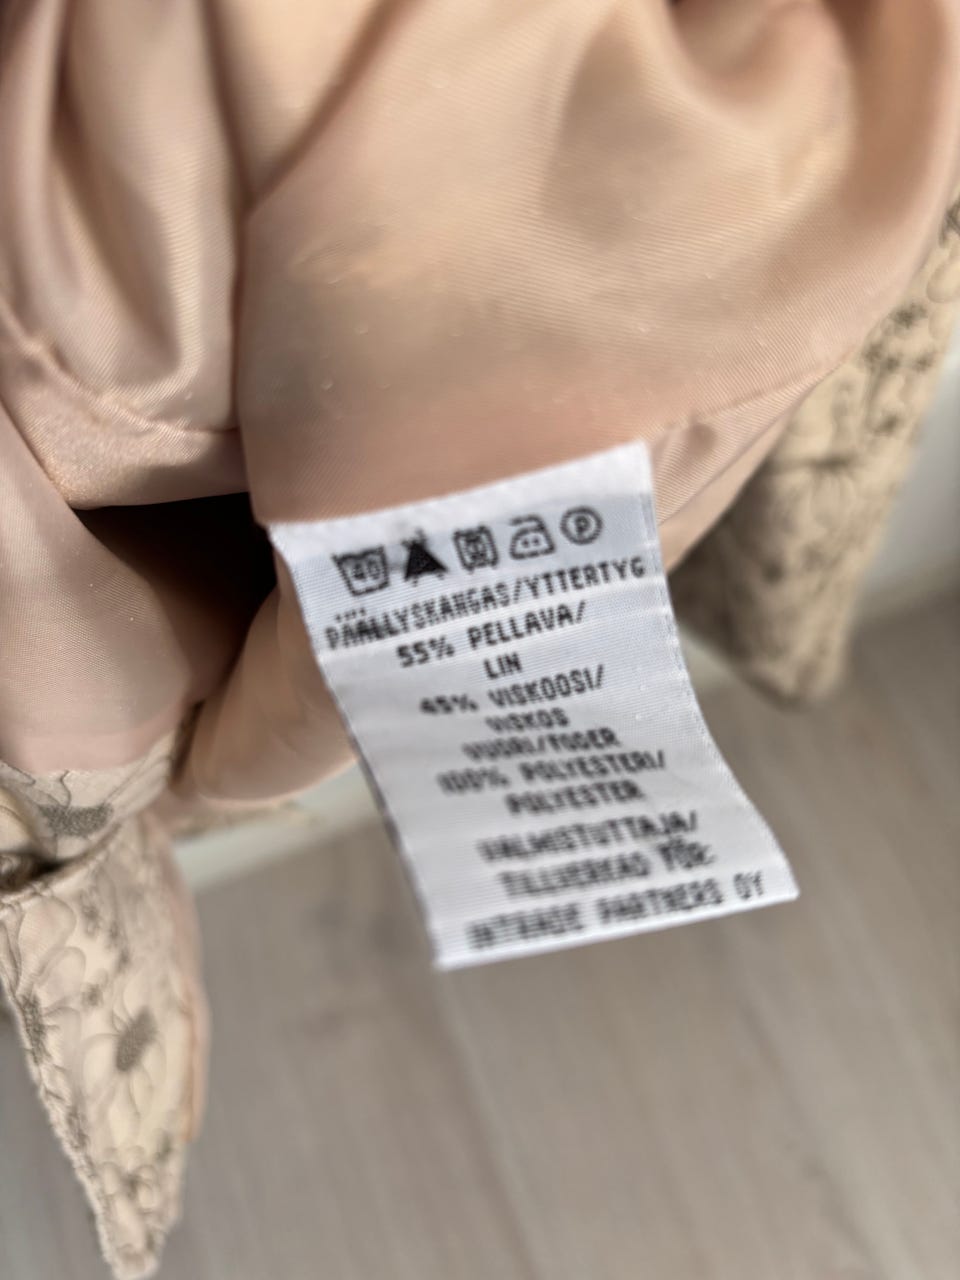 40 P
PÄÄLLYSKANGAS/YTTERTYG
55% PELLAVA/
LIN
45% VISKOOSI/
VISKOS
VUORI/FODER
100% POLYESTERI/
POLYESTER
VALMISTUTTAJA/
TILLVERKAD FÖR:
INTRADE PARTNERS OY